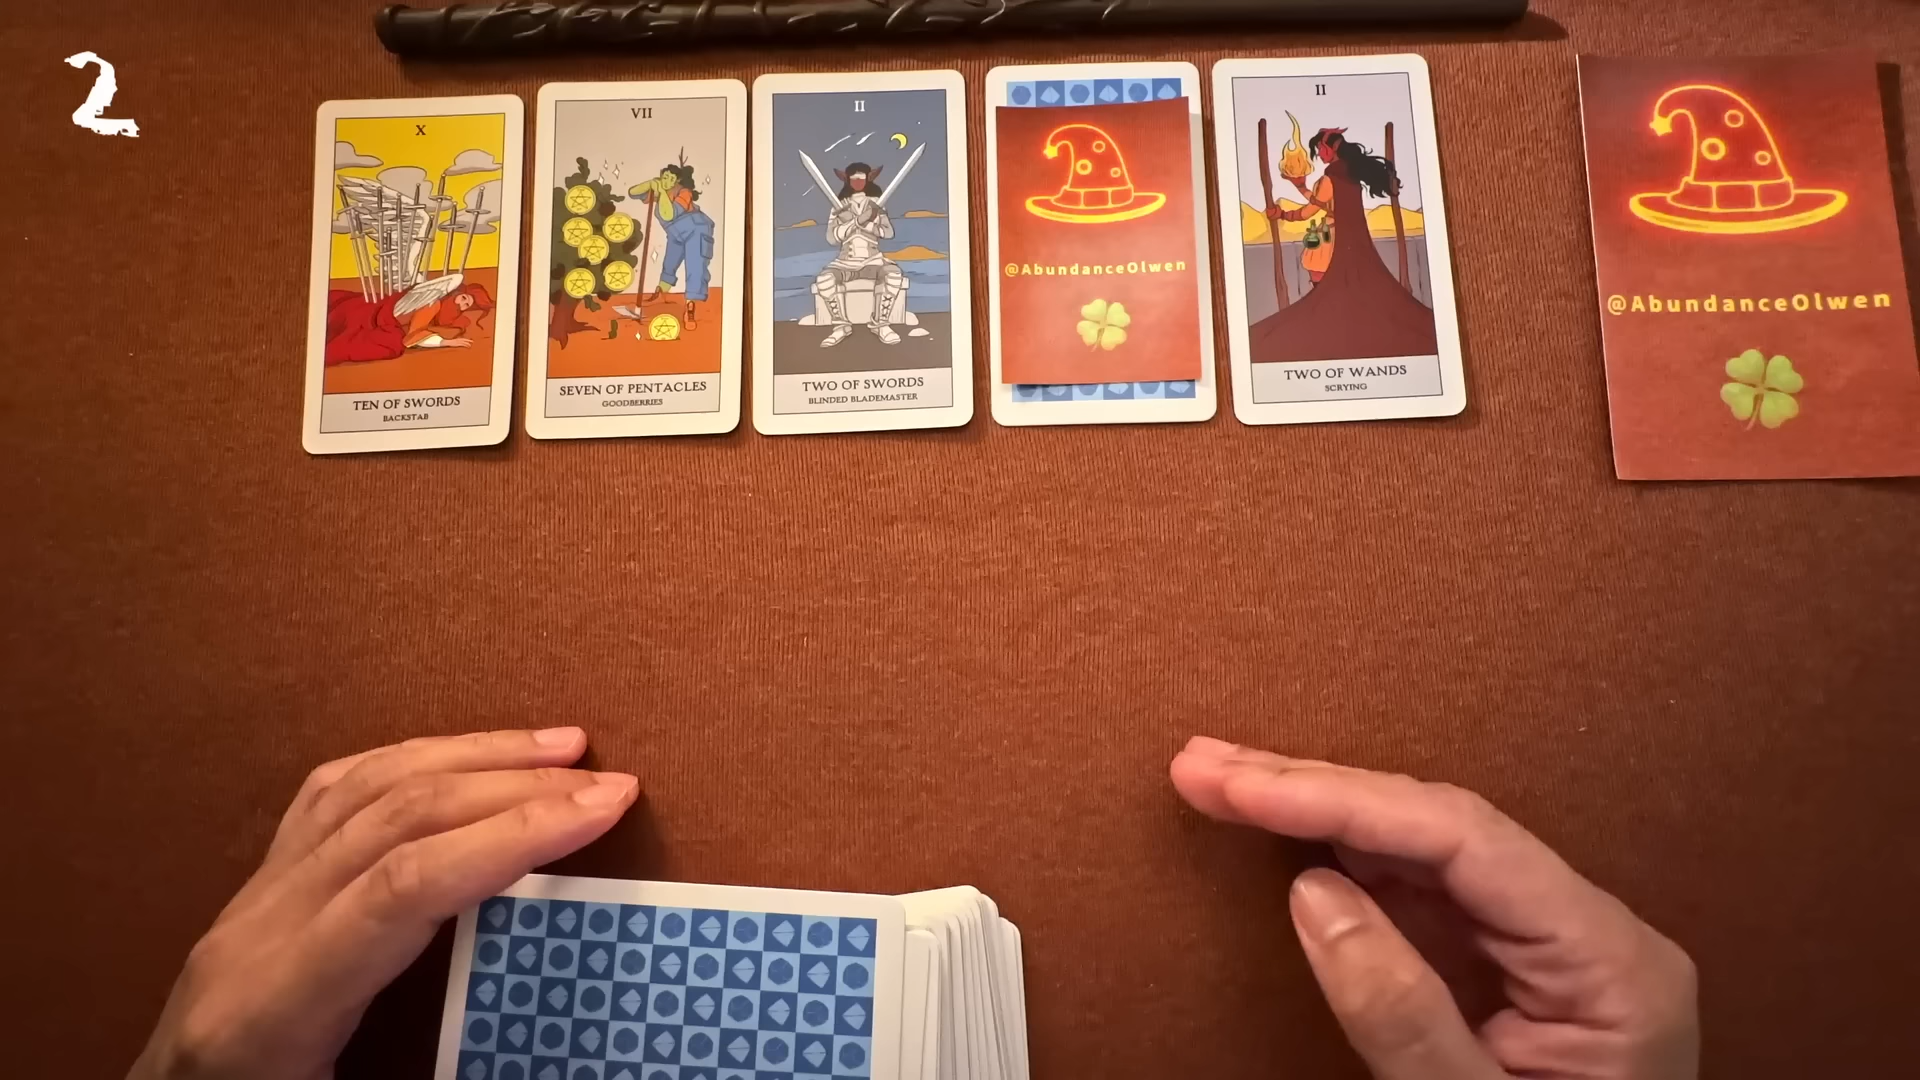 2
X
TEN OF SWORDS
BACKSTAB
VII
SEVEN OF PENTACLES
GOODBERRIES
II
TWO OF SWORDS
BLINDED BLADEMASTER
@AbundanceOlwen
II
TWO OF WANDS
SCRYING
@AbundanceOlwen